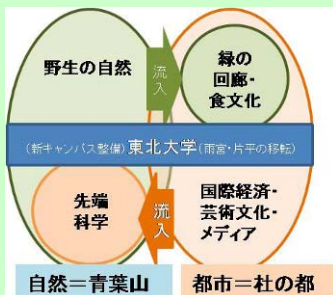 野生の自然
流入
緑の
回廊・
食文化
(新キャンパス整備)東北大学(雨宮・片平の移転)
先端
科学
流入
国際経済・
芸術文化・
メディア
自然=青葉山
都市=杜の都